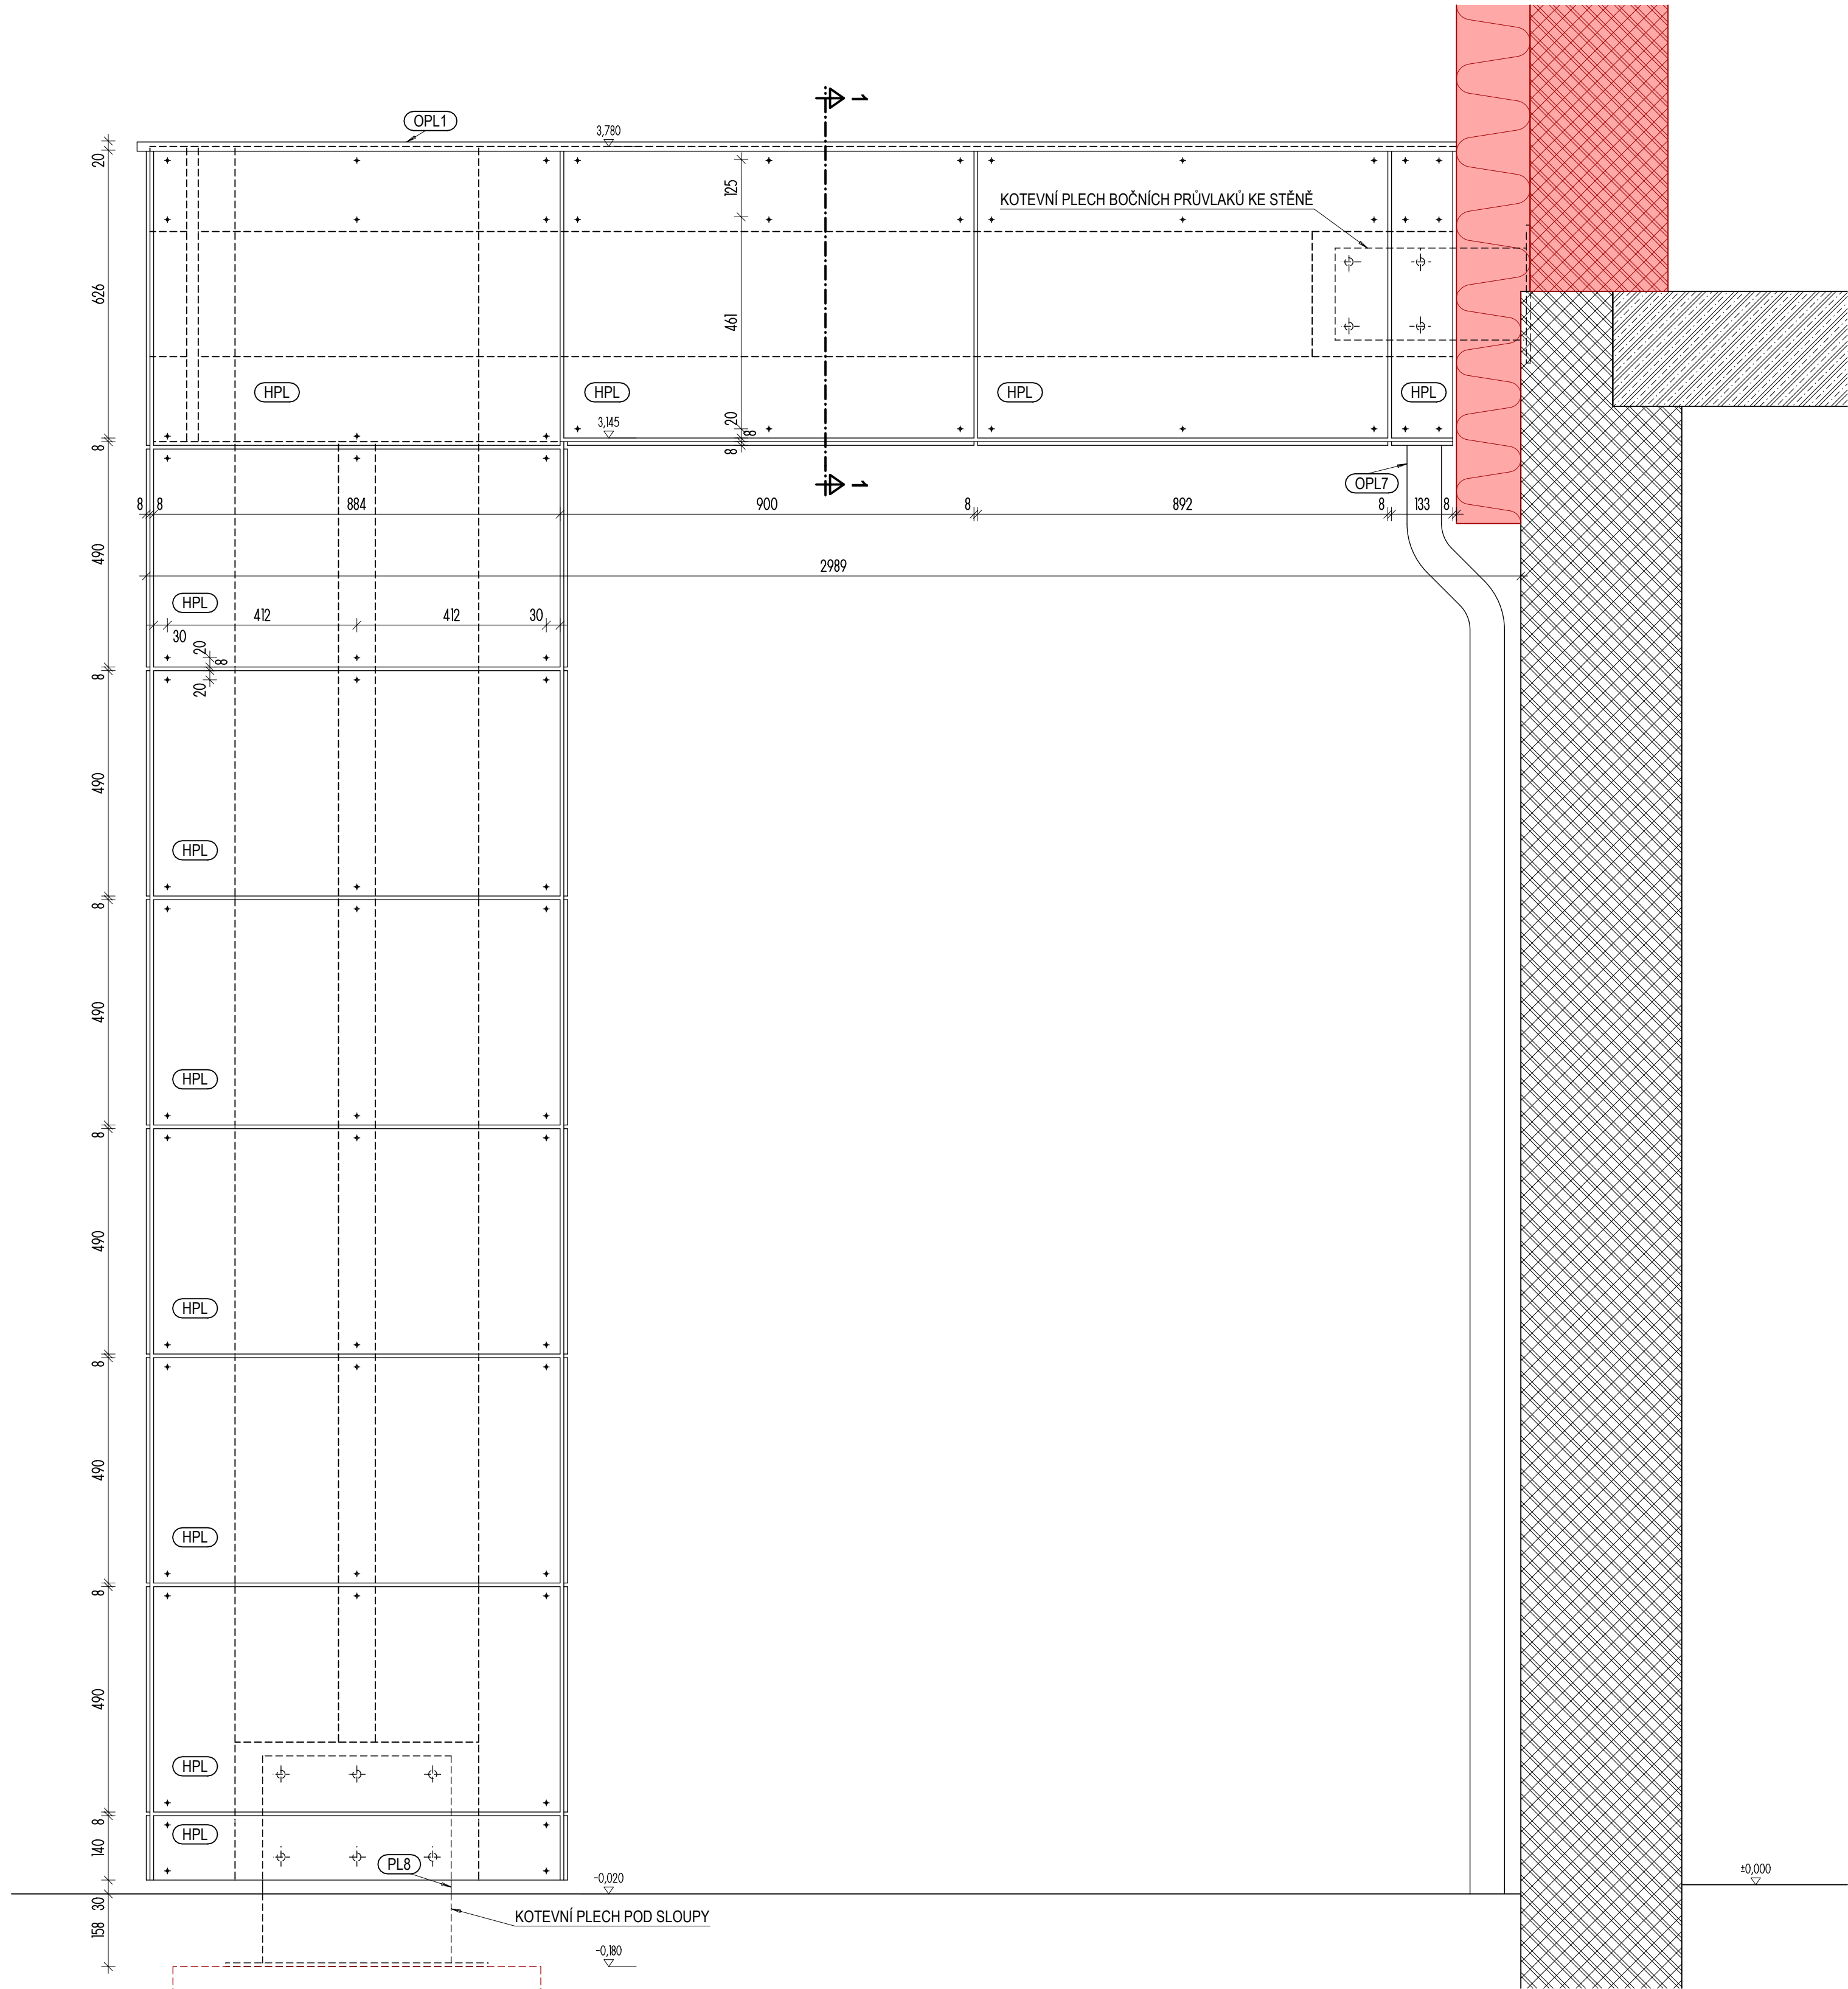 1
OPL1
3,780
20
125
KOTEVNÍ PLECH BOČNÍCH PRŮVLAKŮ KE STĚNĚ
626
461
HPL
HPL
HPL
HPL
3,145
20
8
8
8
OPL7
1
8
8
884
900
8
892
8
133
8
490
2989
HPL
412
412
30
30
20
8
20
8
490
HPL
8
490
HPL
8
490
HPL
8
490
HPL
8
490
HPL
8
HPL
140
PL8
-0,020
±0,000
30
KOTEVNÍ PLECH POD SLOUPY
158
-0,180